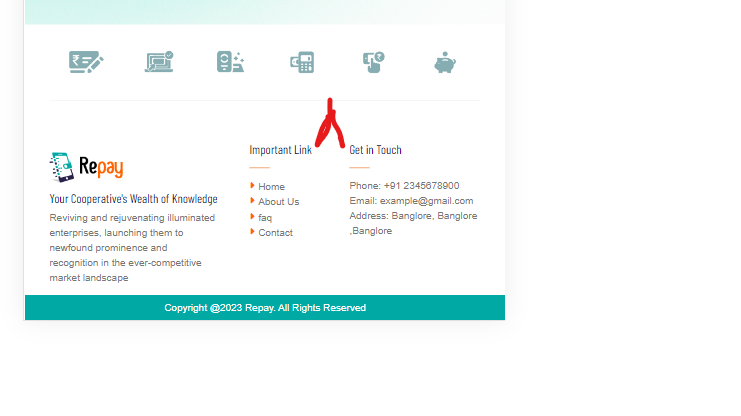 Repay
Your Cooperative's Wealth of Knowledge
Reviving and rejuvenating illuminated
enterprises, launching them to
newfound prominence and
recognition in the ever-competitive
market landscape
Important Link
Home
About Us
faq
Contact
Get in Touch
Phone: +91 2345678900
Email: example@gmail.com
Address: Banglore, Banglore
,Banglore
Copyright @2023 Repay. All Rights Reserved